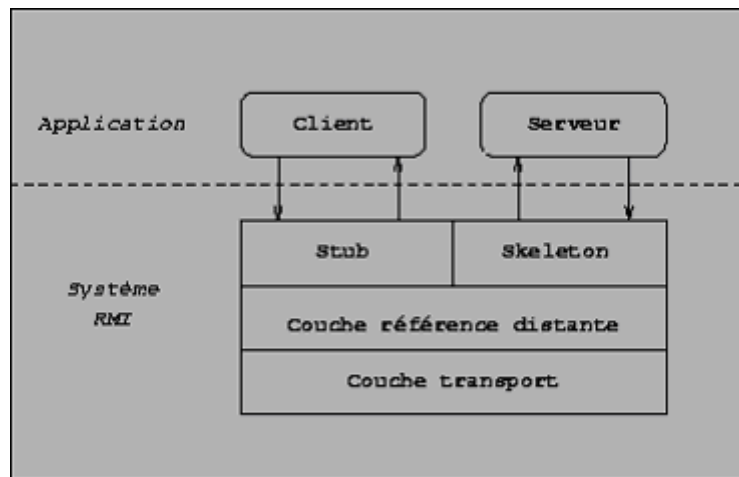 Application
Client
Serveur
Stub
Skeleton
Système
RMI
Couche référence distante
Couche transport